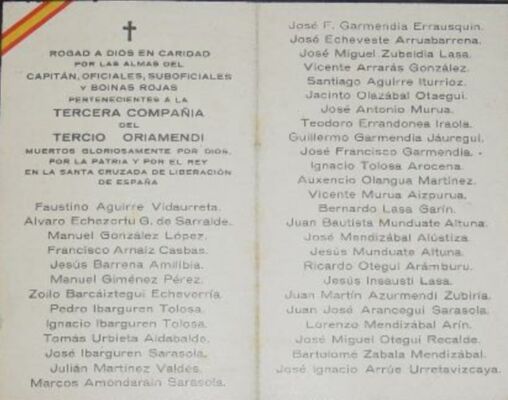 ROGAD A DIOS EN CARIDAD
POR LAS ALMAS DEL
CAPITÁN, OFICIALES, SUBOFICIALES
Y BOINAS ROJAS
PERTENECIENTES A LA
TERCERA COMPAÑIA
DEL
TERCIO ORIAMENDI
MUERTOS GLORIOSAMENTE POR DIOS,
POR LA PATRIA Y POR EL REY
EN LA SANTA CRUZADA DE LIBERACIÓN
DE ESPAÑA
Faustino Aguirre Vidaurreta.
Alvaro Echezortu G. de Sarralde.
Manuel González López.
Francisco Arnaiz Casbas.
Jesús Barrena Amilibia.
Manuel Giménez Pérez.
Zoilo Barcáiztegui Echeverría.
Pedro Ibarguren Tolosa.
Ignacio Ibarguren Tolosa.
Tomás Urbieta Aldabalde.
José Ibarguren Sarasola.
Julián Martínez Valdés.
Marcos Amondarain Sarasola.
José F. Garmendia Errausquin.
José Echeveste Arruabarrena.
José Miguel Zubeldia Lasa.
Vicente Arrarás González.
Santiago Aguirre Iturrioz.
Jacinto Olazábal Otaegui.
José Antonio Murua.
Teodoro Errandonea Iraola.
Guillermo Garmendia Jáuregui.
José Francisco Garmendia.
Ignacio Tolosa Arocena.
Auxencio Olangua Martínez.
Vicente Murua Aizpurua.
Bernardo Lasa Garín.
Juan Bautista Munduate Altuna.
José Mendizábal Alústiza.
Jesús Munduate Altuna.
Ricardo Otegui Arámburu.
Jesús Insausti Lasa.
Juan Martín Azurmendi Zubiría.
Juan José Arancegui Sarasola.
Lorenzo Mendizábal Arín.
José Miguel Otegui Recalde.
Bartolomé Zabala Mendizábal.
José Ignacio Arrúe Urretavizcaya.